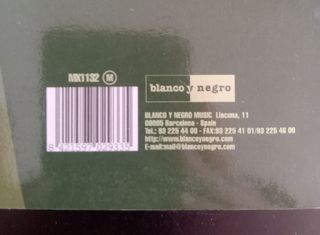 MX1132 M
blanco y negro
BLANCO Y NEGRO MUSIC Llacuna, 11
08005 Barcelona - Spain
Tel.: 93 225 44 00 - FAX:93 225 41 01/93 225 46 00
http://www.blancoynegro.com
E-mail:mail@blancoynegro.com